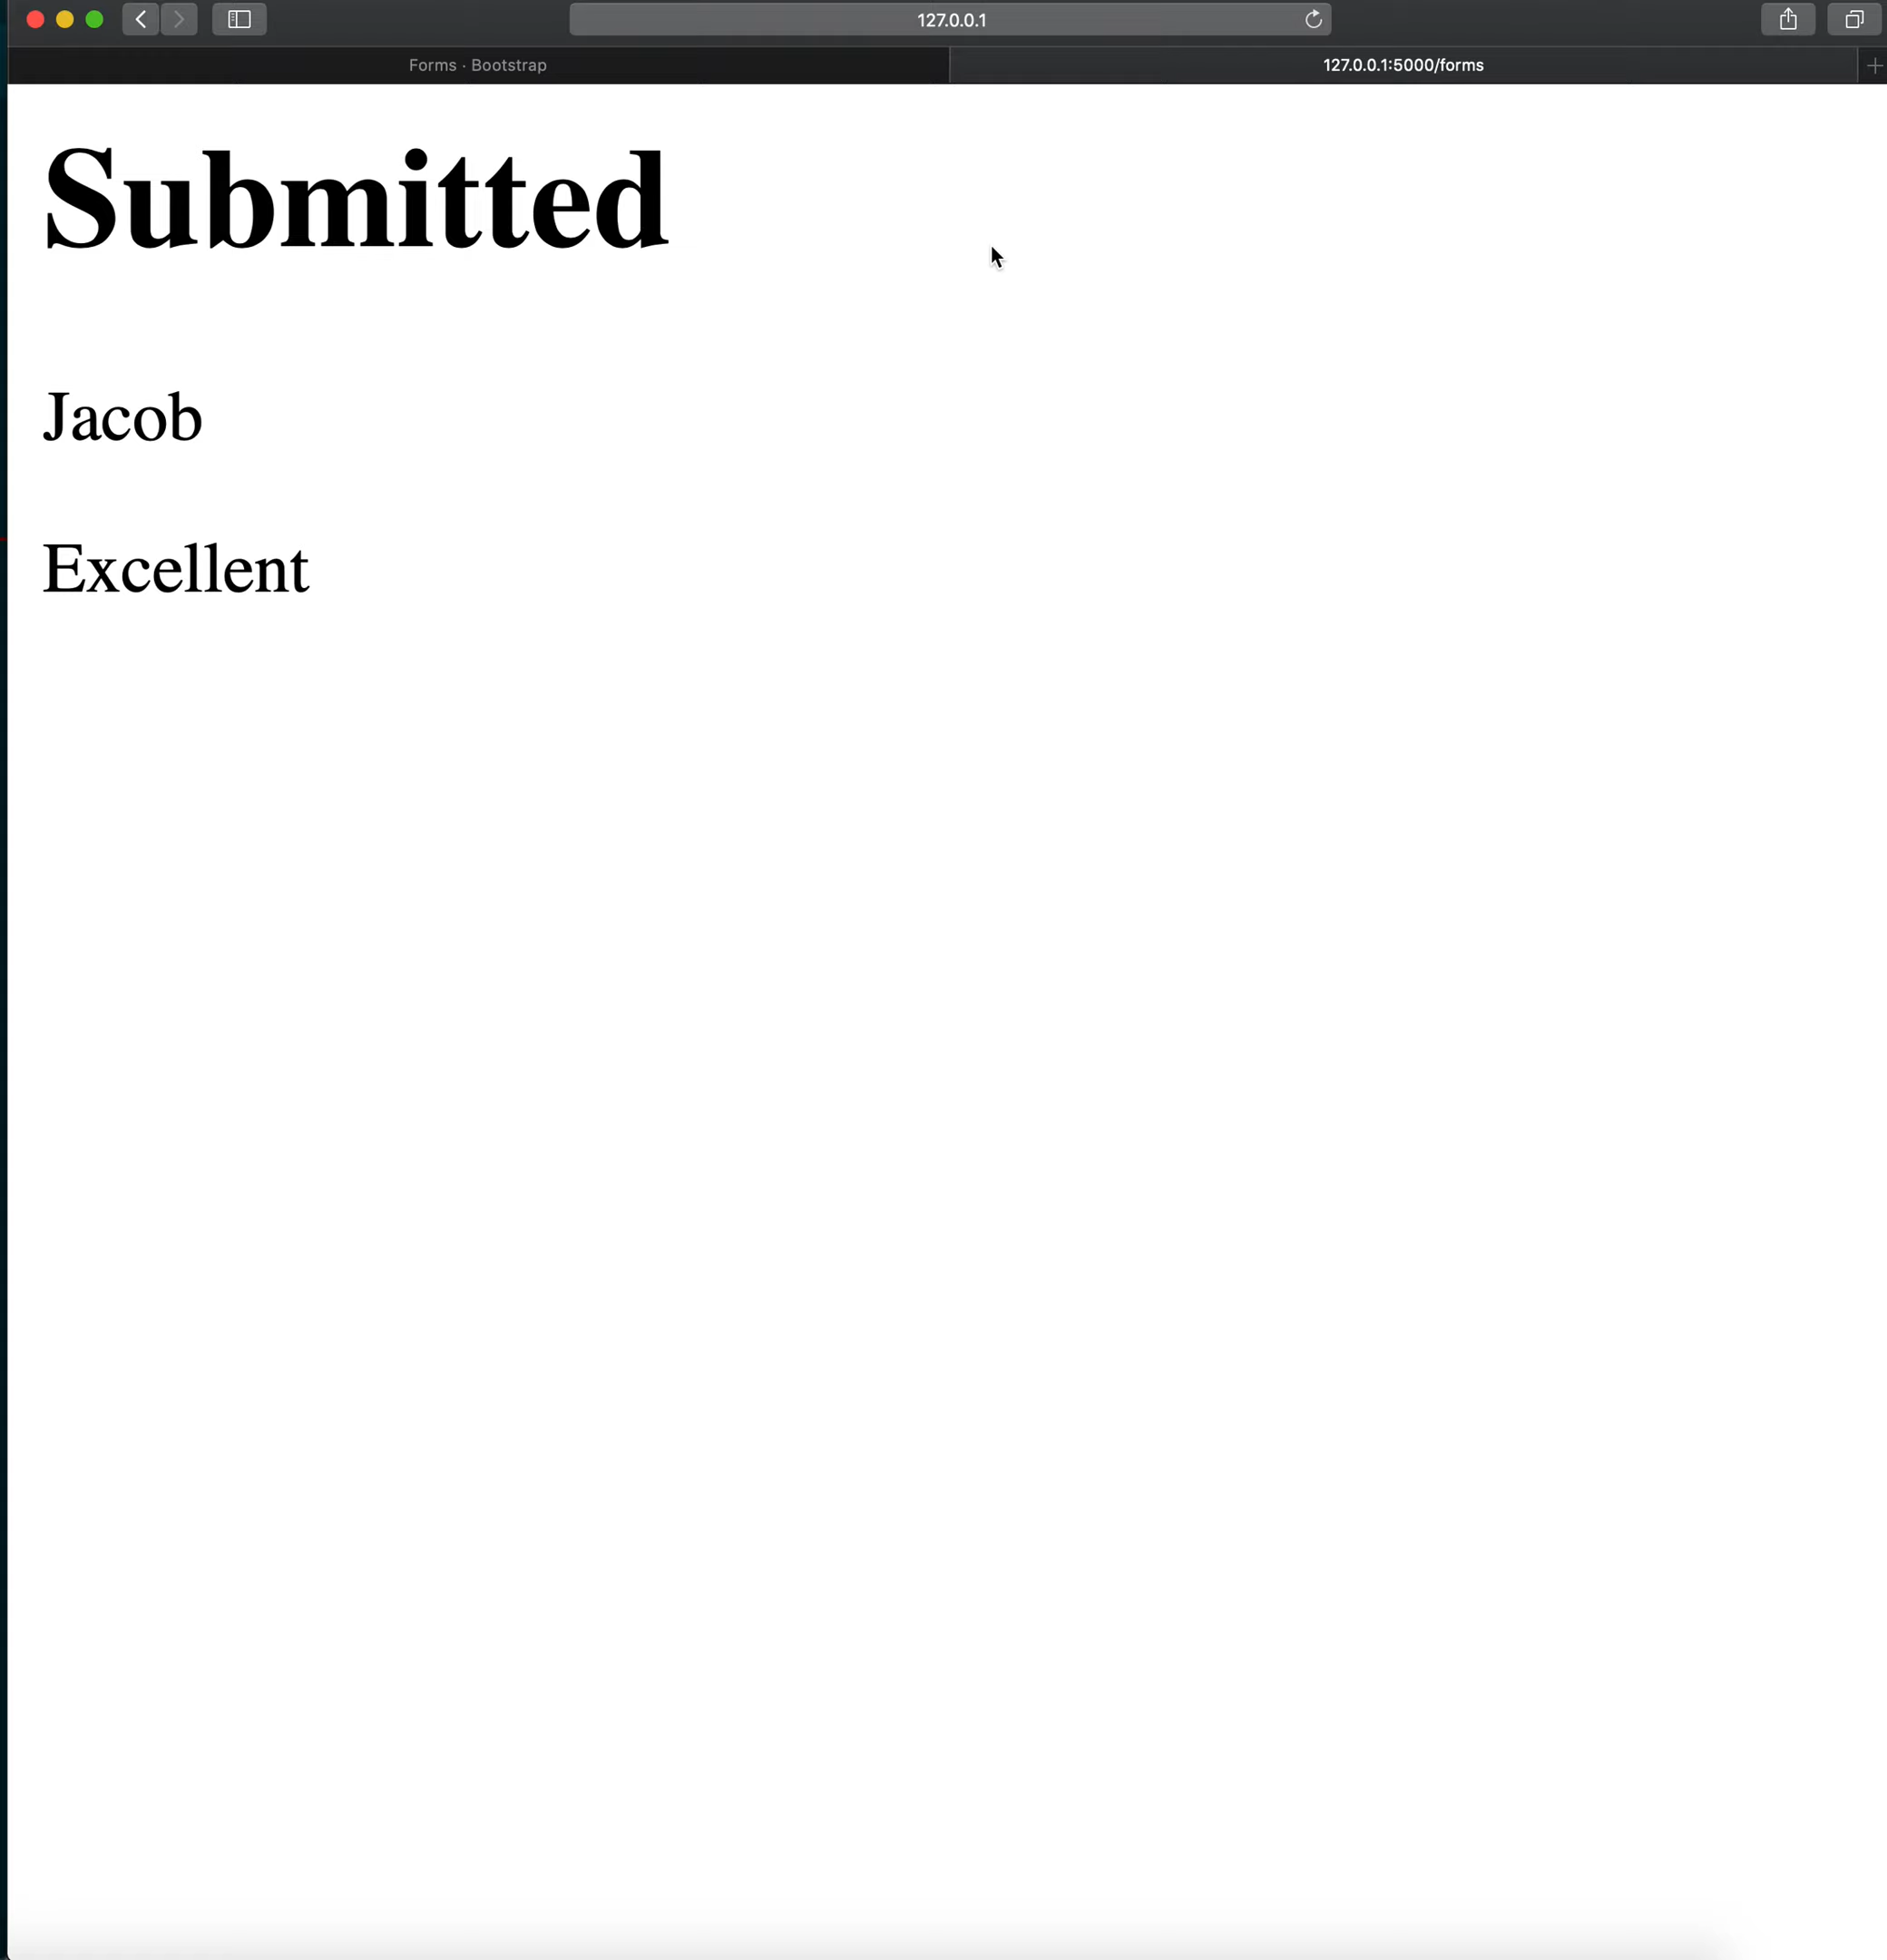 127.0.0.1
Forms · Bootstrap
127.0.0.1:5000/forms
Submitted
Jacob
Excellent